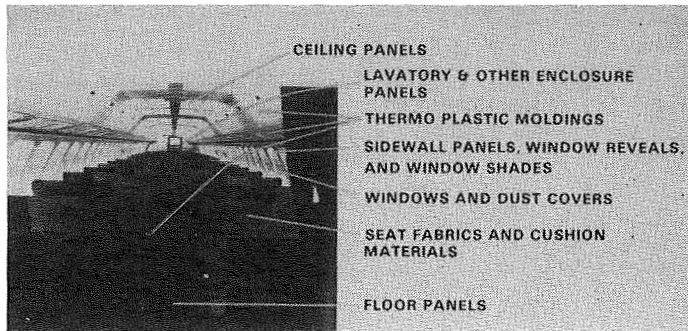 CEILING PANELS
LAVATORY & OTHER ENCLOSURE
PANELS
THERMO PLASTIC MOLDINGS
SIDEWALL PANELS, WINDOW REVEALS,
AND WINDOW SHADES
WINDOWS AND DUST COVERS
SEAT FABRICS AND CUSHION
MATERIALS
FLOOR PANELS